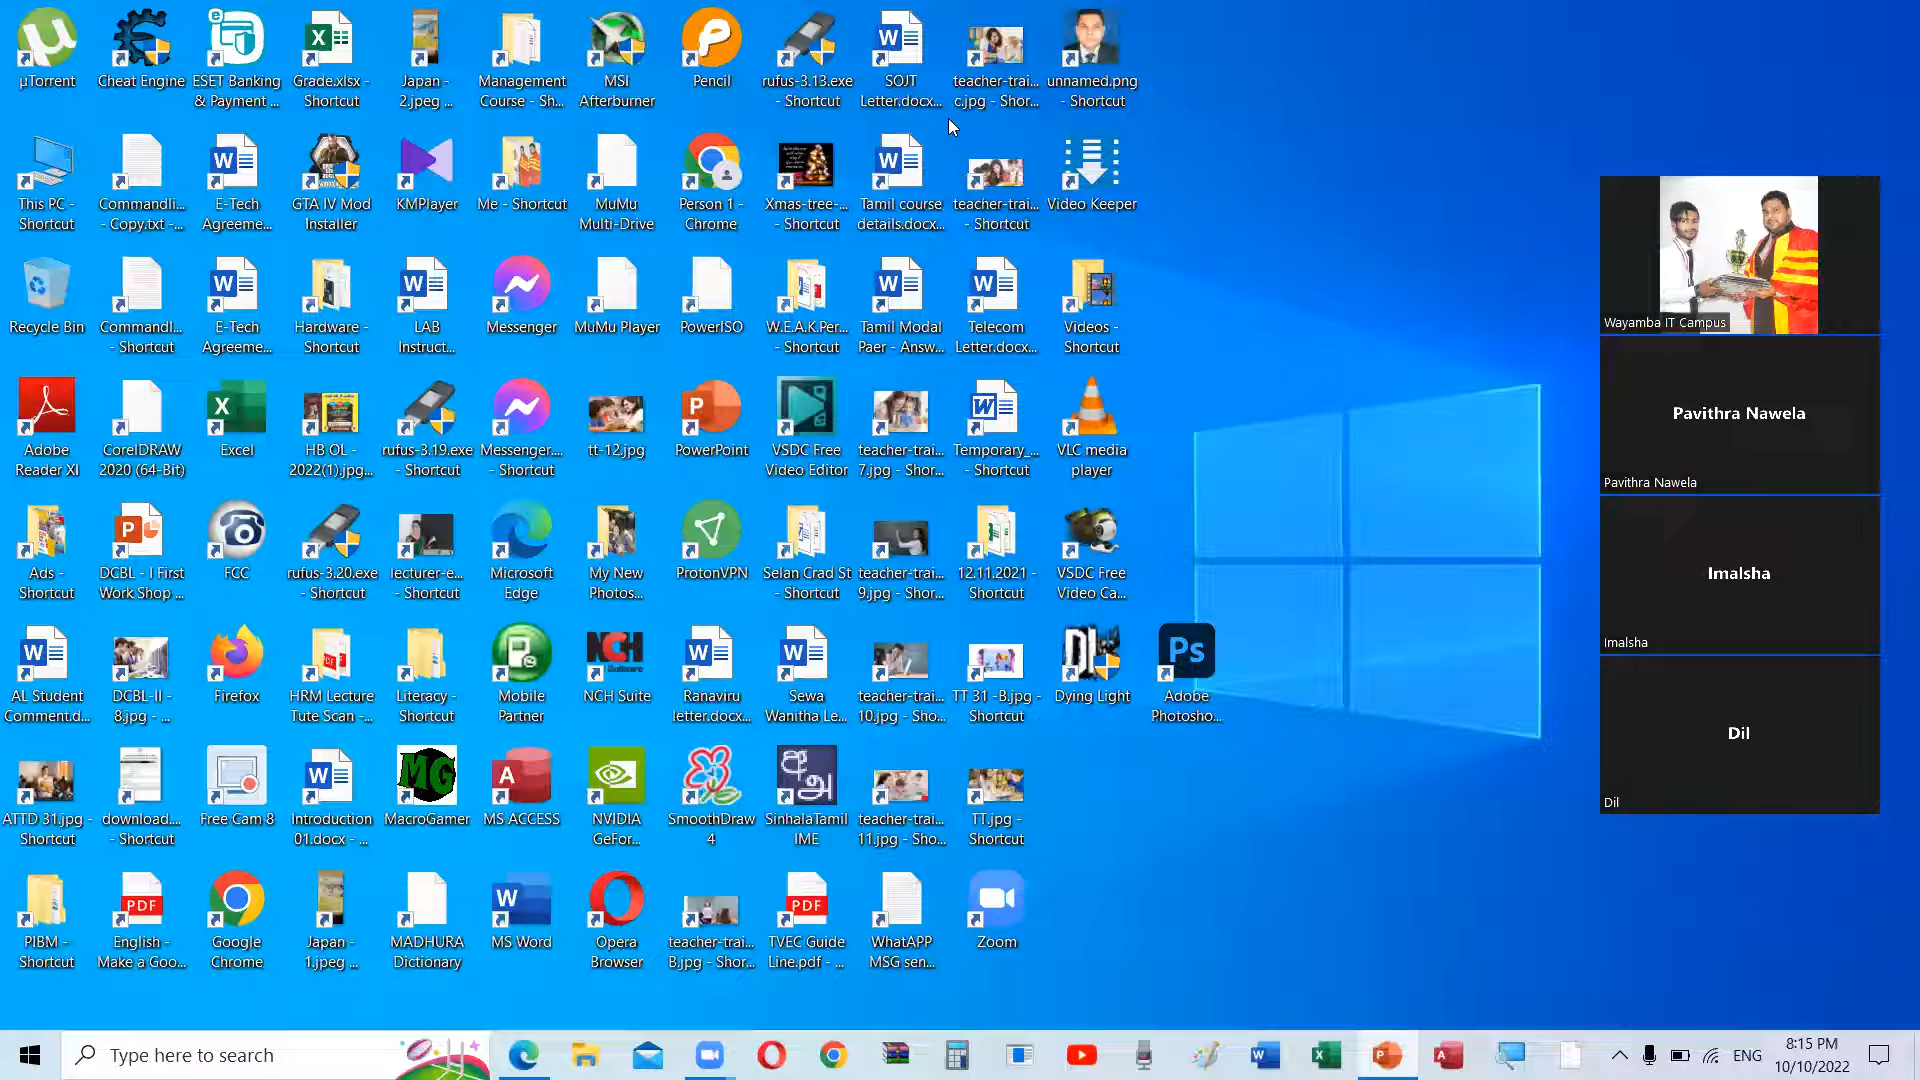 µTorrent
Cheat Engine
ESET Banking
& Payment ...
Grade.xlsx -
Shortcut
Japan -
2.jpeg ...
Management
Course - Sh...
MSI
Afterburner
Pencil
rufus-3.13.exe
- Shortcut
SOJT
Letter.docx...
teacher-trai...
c.jpg - Shor...
unnamed.png
- Shortcut
This PC -
Shortcut
Commandli...
- Copy.txt -...
E-Tech
Agreeme...
GTA IV Mod
Installer
KMPlayer
Me - Shortcut
MuMu
Multi-Drive
Person 1 -
Chrome
Xmas-tree-...
- Shortcut
Tamil course
details.docx...
teacher-trai...
- Shortcut
Video Keeper
Recycle Bin
Commandl...
- Shortcut
E-Tech
Agreeme...
Hardware -
Shortcut
LAB
Instruct...
Messenger
MuMu Player
PowerISO
W.E.A.K.Per...
- Shortcut
Tamil Modal
Paer - Answ...
Telecom
Letter.docx...
Videos -
Shortcut
Adobe
Reader XI
CorelDRAW
2020 (64-Bit)
Excel
HB OL -
2022(1).jpg...
rufus-3.19.exe
- Shortcut
Messenger....
- Shortcut
tt-12.jpg
PowerPoint
VSDC Free
Video Editor
teacher-trai...
7.jpg - Shor...
Temporary_...
- Shortcut
VLC media
player
Ads -
Shortcut
DCBL - I First
Work Shop ...
FCC
rufus-3.20.exe
- Shortcut
lecturer-e...
- Shortcut
Microsoft
Edge
My New
Photos...
ProtonVPN
Selan Crad St
- Shortcut
teacher-trai...
9.jpg - Shor...
12.11.2021 -
Shortcut
VSDC Free
Video Ca...
AL Student
Comment.d...
DCBL-II -
8.jpg - ...
Firefox
HRM Lecture
Tute Scan -...
Literacy -
Shortcut
Mobile
Partner
NCH Suite
Ranaviru
letter.docx...
Sewa
Wanitha Le...
teacher-trai...
10.jpg - Sho...
TT 31 -B.jpg -
Shortcut
Dying Light
Adobe
Photosho...
ATTD 31.jpg -
Shortcut
download....
- Shortcut
Free Cam 8
Introduction
01.docx - ...
MacroGamer
MS ACCESS
NVIDIA
GeFor...
SmoothDraw
4
SinhalaTamil
IME
teacher-trai...
11.jpg - Sho...
TT.jpg -
Shortcut
PIBM -
Shortcut
English -
Make a Goo...
Google
Chrome
Japan -
1.jpeg ...
MADHURA
Dictionary
MS Word
Opera
Browser
teacher-trai...
B.jpg - Shor...
TVEC Guide
Line.pdf - ...
WhatAPP
MSG sen...
Zoom
Wayamba IT Campus
Pavithra Nawela
Pavithra Nawela
Imalsha
Imalsha
Dil
Dil
Type here to search
ENG
8:15 PM
10/10/2022